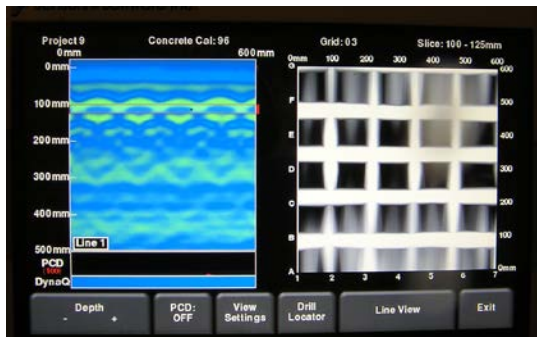 Project 9 Concrete Cal: 96 Grid: 03 Slice: 100 - 125mm
0mm 600mm 0mm 100 200 300 400 500 600
0mm G 600
100mm F 500
200mm E 400
300mm D 300
C 200
400mm B 100
500mm Line 1 A 0mm
1 2 3 4 5 6 7
PCD
(100)
DynaQ
Depth PCD: View Drill Line View Exit
- + OFF Settings Locator